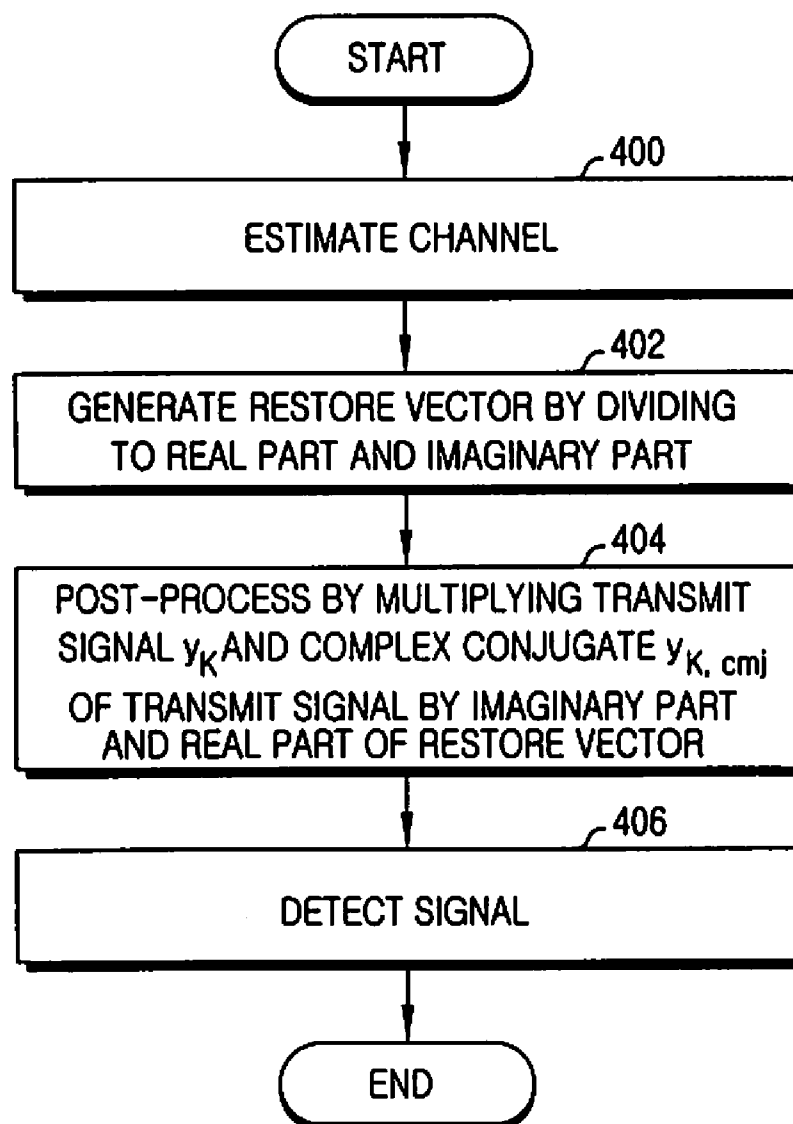 START
400
ESTIMATE CHANNEL
402
GENERATE RESTORE VECTOR BY DIVIDING
TO REAL PART AND IMAGINARY PART
404
POST-PROCESS BY MULTIPLYING TRANSMIT
SIGNAL yK AND COMPLEX CONJUGATE yK, cmj
OF TRANSMIT SIGNAL BY IMAGINARY PART
AND REAL PART OF RESTORE VECTOR
406
DETECT SIGNAL
END